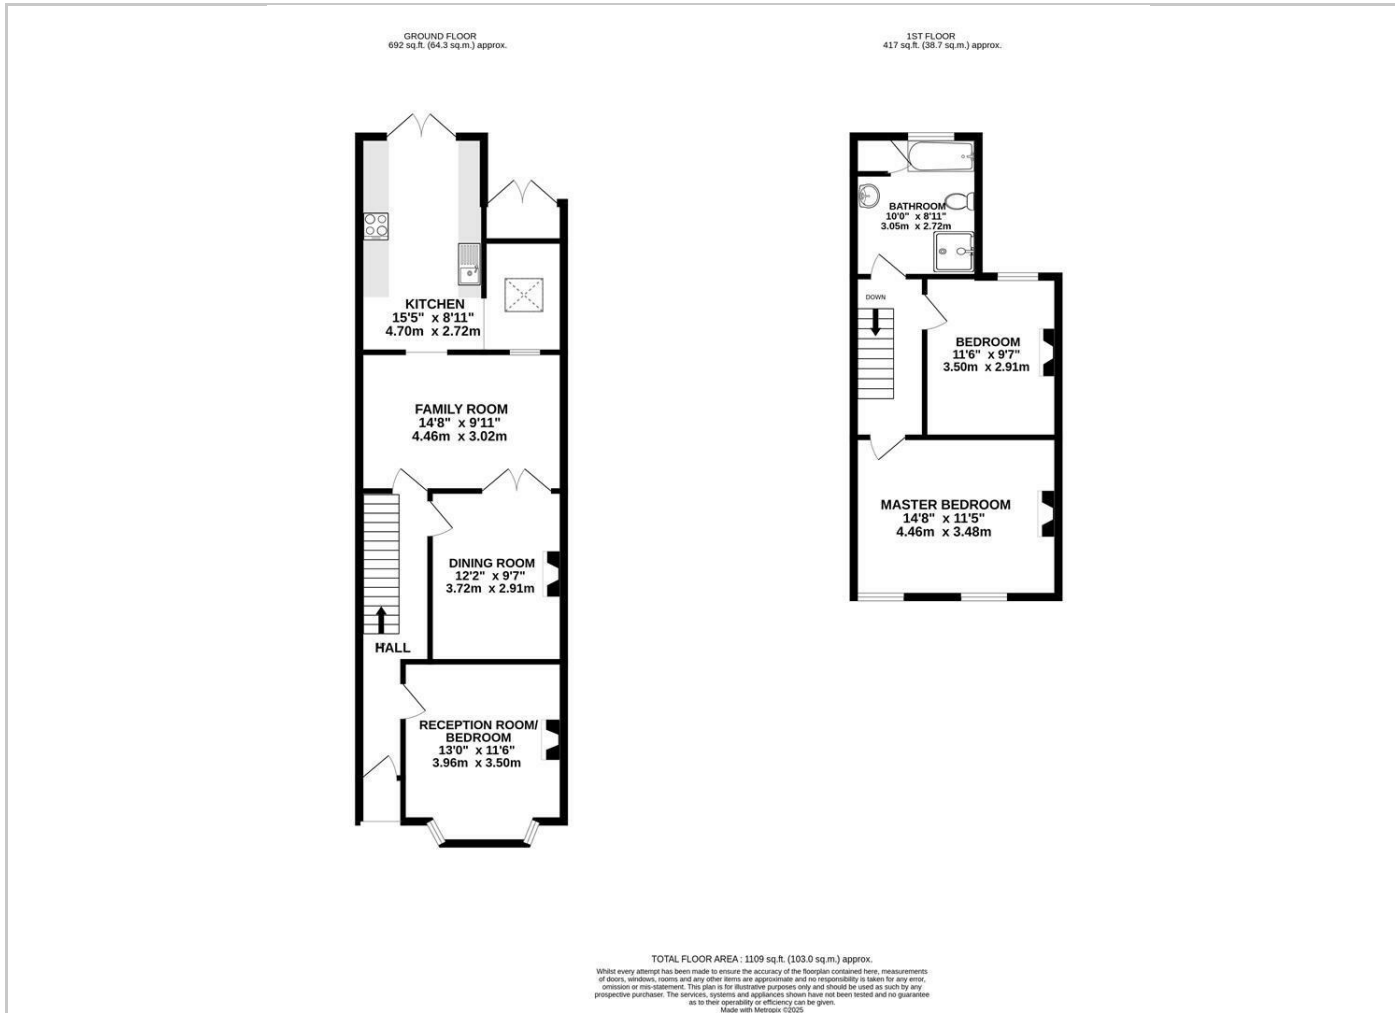 GROUND FLOOR
692 sq.ft. (64.3 sq.m.) approx.
1ST FLOOR
417 sq.ft. (38.7 sq.m.) approx.
KITCHEN
15'5" x 8'11"
4.70m x 2.72m
FAMILY ROOM
14'8" x 9'11"
4.46m x 3.02m
DINING ROOM
12'2" x 9'7"
3.72m x 2.91m
HALL
RECEPTION ROOM/
BEDROOM
13'0" x 11'6"
3.96m x 3.50m
BATHROOM
10'0" x 8'11"
3.05m x 2.72m
DOWN
BEDROOM
11'6" x 9'7"
3.50m x 2.91m
MASTER BEDROOM
14'8" x 11'5"
4.46m x 3.48m
TOTAL FLOOR AREA : 1109 sq.ft. (103.0 sq.m.) approx.
Whilst every attempt has been made to ensure the accuracy of the floorplan contained here, measurements
of doors, windows, rooms and any other items are approximate and no responsibility is taken for any error,
omission or mis-statement. This plan is for illustrative purposes only and should be used as such by any
prospective purchaser. The services, systems and appliances shown have not been tested and no guarantee
as to their operability or efficiency can be given.
Made with Metropix ©2025